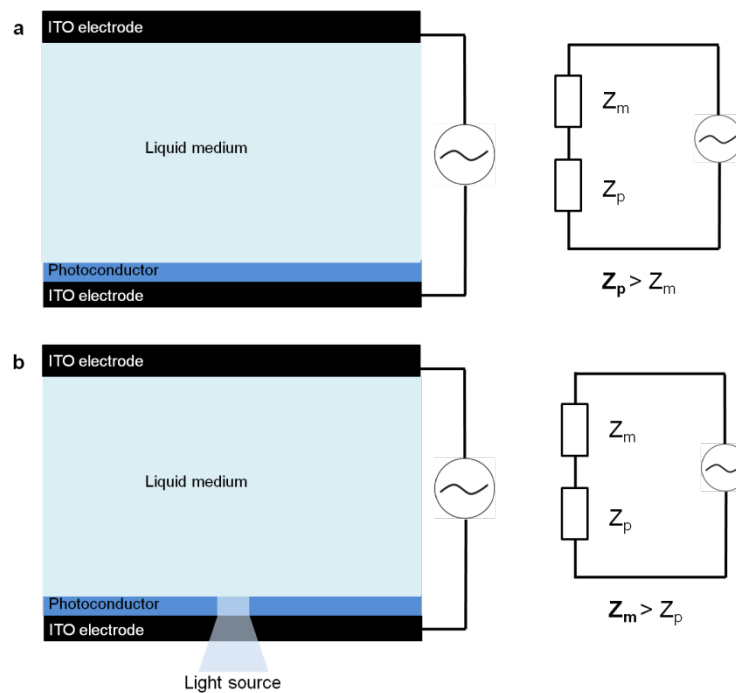 a
ITO electrode
Liquid medium
Photoconductor
ITO electrode
Zm
Zp
Zp > Zm
b
ITO electrode
Liquid medium
Photoconductor
ITO electrode
Light source
Zm
Zp
Zm > Zp